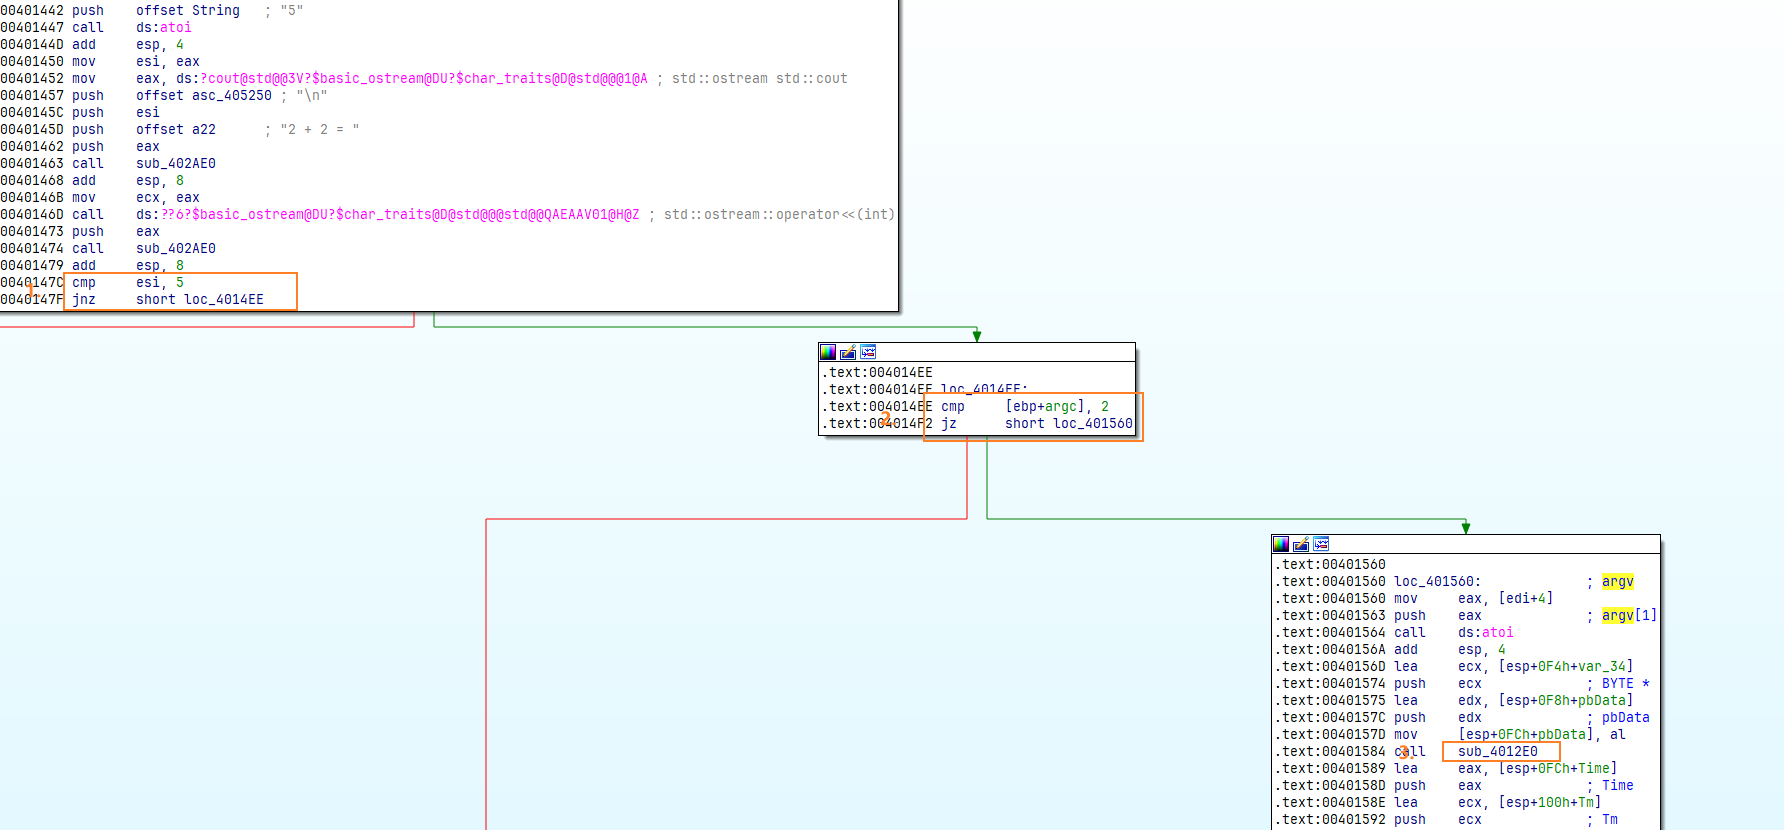 00401442 push offset String ; "5"
00401447 call ds:atoi
0040144D add esp, 4
00401450 mov esi, eax
00401452 mov eax, ds:?cout@std@@3V?$basic_ostream@DU?$char_traits@D@std@@@1@A ; std::ostream std::cout
00401457 push offset asc_405250 ; "\n"
0040145C push esi
0040145D push offset a22 ; "2 + 2 = "
00401462 push eax
00401463 call sub_402AE0
00401468 add esp, 8
0040146B mov ecx, eax
0040146D call ds:??6?$basic_ostream@DU?$char_traits@D@std@@@std@@QAEAAV01@H@Z ; std::ostream::operator<<(int)
00401473 push eax
00401474 call sub_402AE0
00401479 add esp, 8
0040147C cmp esi, 5
1.
0040147F jnz short loc_4014EE
.text:004014EE
.text:004014EE loc_4014EE:
.text:004014EE cmp [ebp+argc], 2
2.
.text:004014F2 jz short loc_401560
.text:00401560
.text:00401560 loc_401560: ; argv
.text:00401560 mov eax, [edi+4]
.text:00401563 push eax ; argv[1]
.text:00401564 call ds:atoi
.text:0040156A add esp, 4
.text:0040156D lea ecx, [esp+0F4h+var_34]
.text:00401574 push ecx ; BYTE *
.text:00401575 lea edx, [esp+0F8h+pbData]
.text:0040157C push edx ; pbData
.text:0040157D mov [esp+0FCh+pbData], al
.text:00401584 call sub_4012E0
3.
.text:00401589 lea eax, [esp+0FCh+Time]
.text:0040158D push eax ; Time
.text:0040158E lea ecx, [esp+100h+Tm]
.text:00401592 push ecx ; Tm